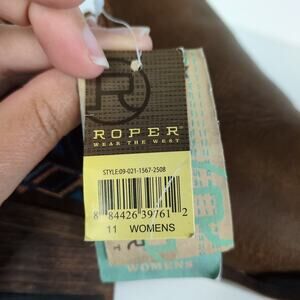 ROPER
WEAR THE WEST
STYLE:09-021-1567-2508
8 84426 39761 2
11 WOMENS
WOMENS